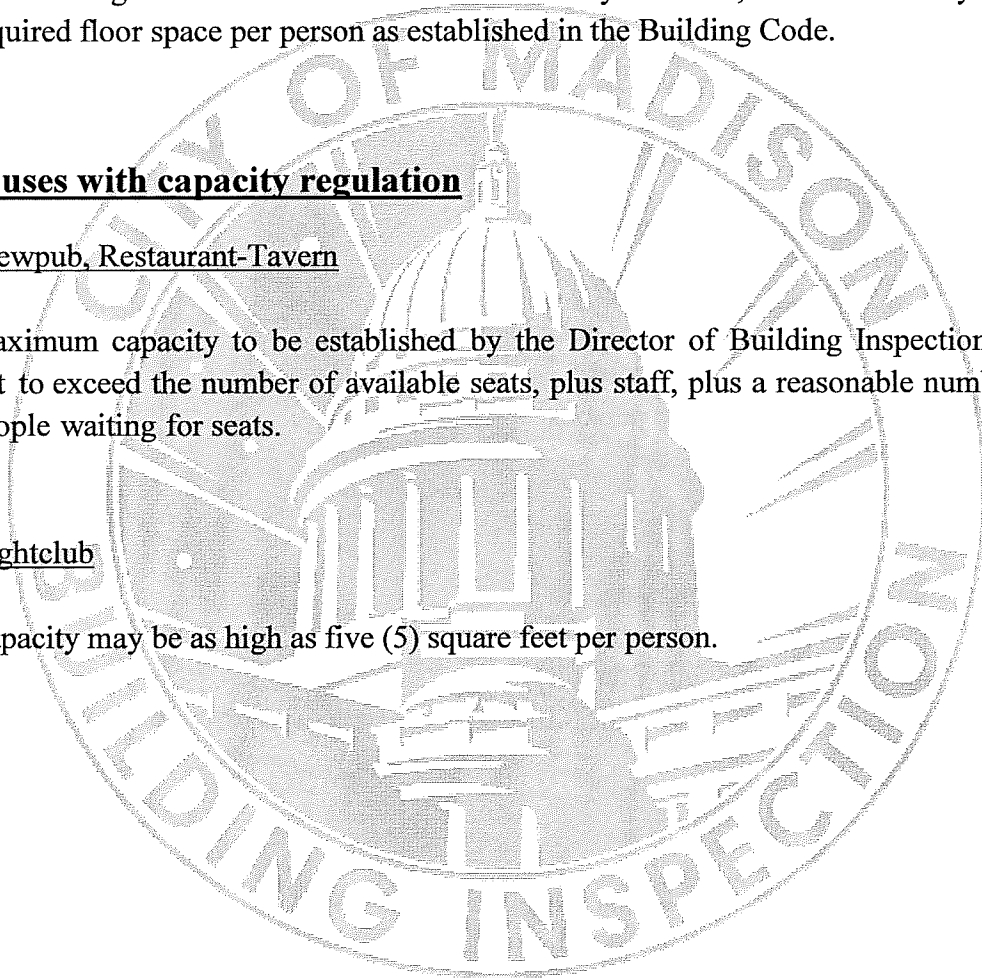 quired floor space per person as established in the Building Code.
uses with capacity regulation
ewpub, Restaurant-Tavern
aximum capacity to be established by the Director of Building Inspection
t to exceed the number of available seats, plus staff, plus a reasonable num
ople waiting for seats.
ghtclub
apacity may be as high as five (5) square feet per person.
CITY OF MADISON
BUILDING INSPECTION